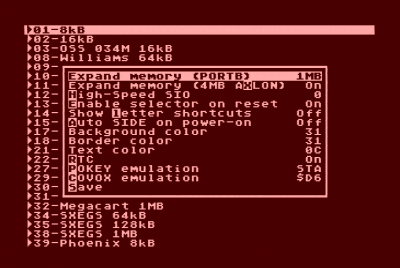 01-8kB
02-16kB
03-OSS 034M 16kB
08-Williams 64kB
09-
10- Expand memory (PORTB) 1MB
11- Expand memory (4MB AXLON) On
12- High-Speed SIO 0
13- Enable selector on reset On
14- Show letter shortcuts Off
15- Auto SIDE on power-on Off
17- Background color 31
18- Border color 31
21- Text color 0C
22- RTC On
27- POKEY emulation STA
29- COVOX emulation $D6
30- Save
31-
32-Megacart 1MB
34-SXEGS 64kB
35-SXEGS 128kB
38-SXEGS 1MB
39-Phoenix 8kB